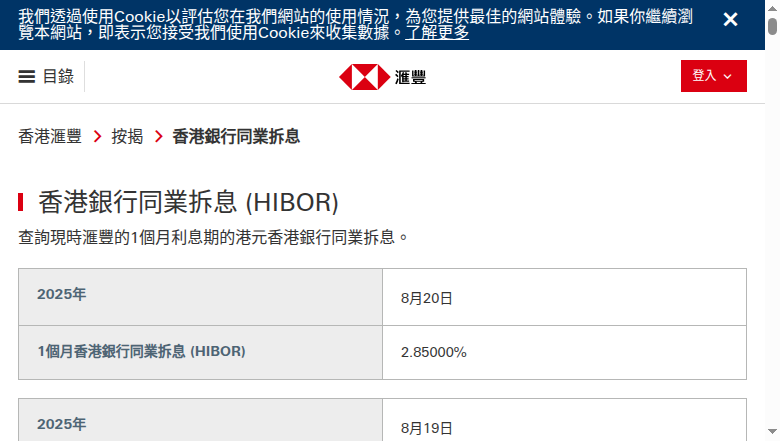 我們透過使用Cookie以評估您在我們網站的使用情況，為您提供最佳的網站體驗。如果你繼續瀏
覽本網站，即表示您接受我們使用Cookie來收集數據。了解更多
目錄
滙豐
登入
香港滙豐 按揭 香港銀行同業拆息
香港銀行同業拆息 (HIBOR)
查詢現時滙豐的1個月利息期的港元香港銀行同業拆息。
2025年 8月20日
1個月香港銀行同業拆息 (HIBOR) 2.85000%
2025年 8月19日